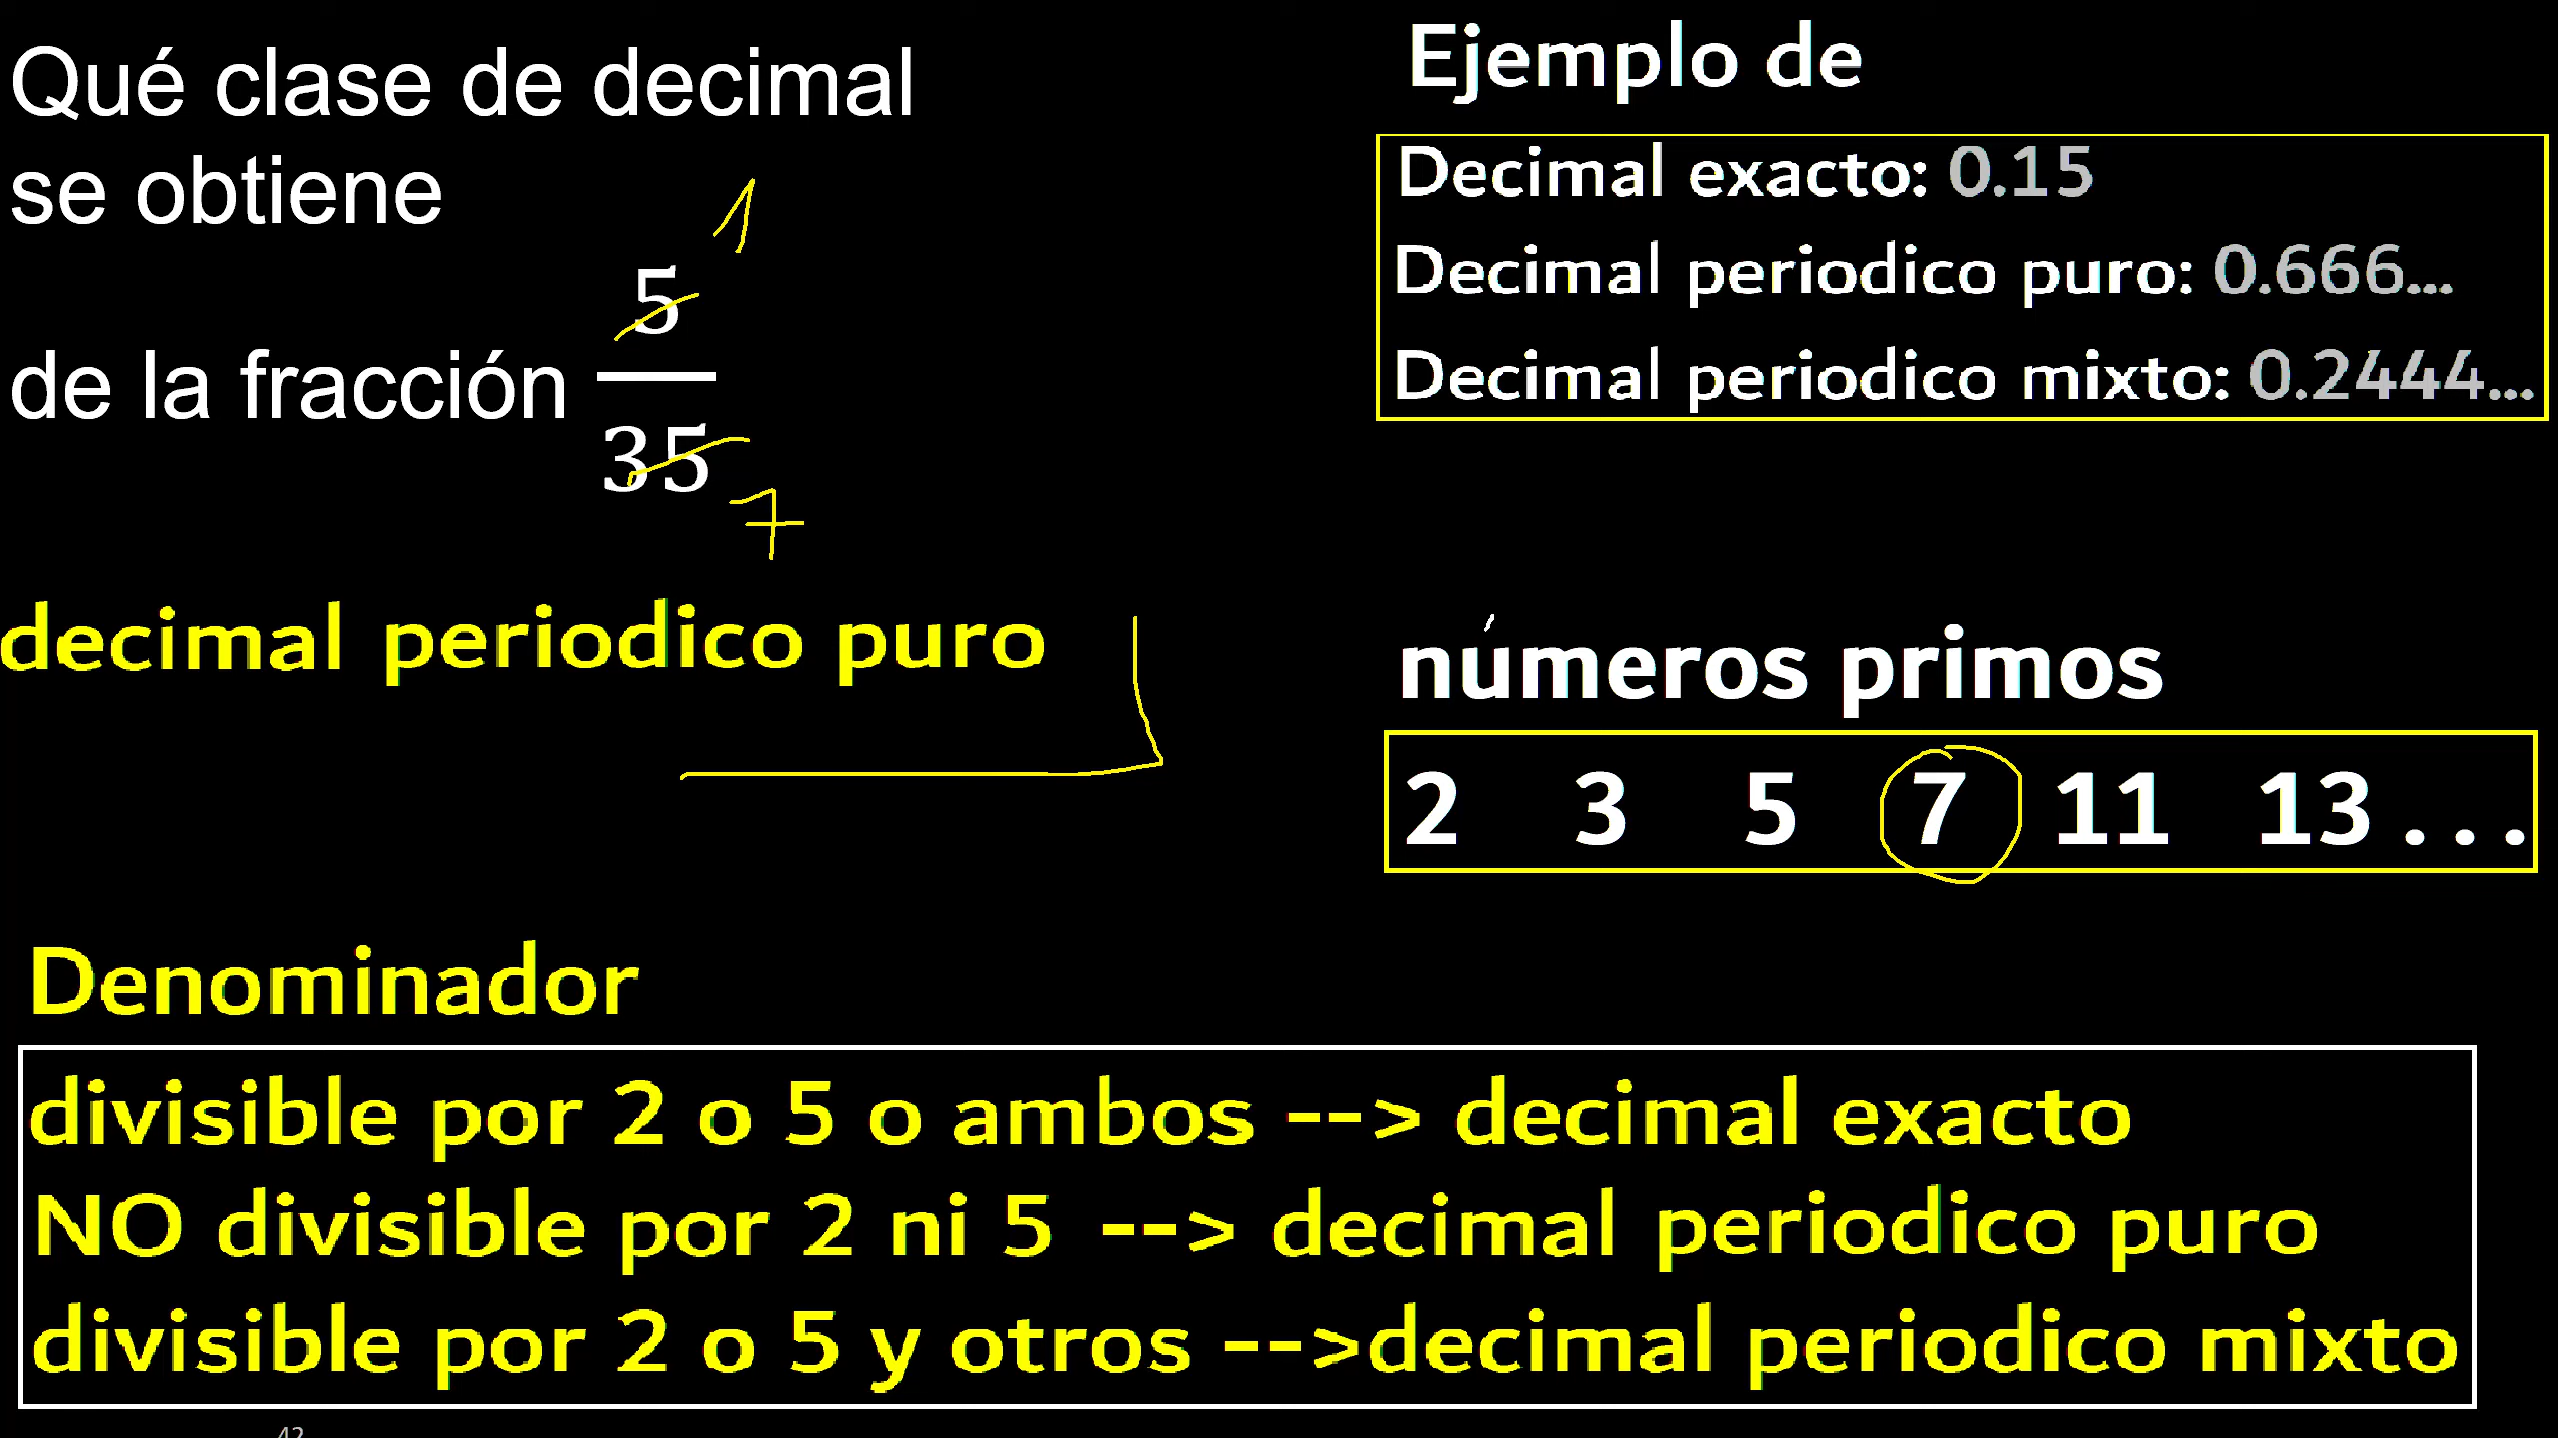 Qué clase de decimal
se obtiene
1
5
de la fracción
35
7
decimal periodico puro
Ejemplo de
Decimal exacto: 0.15
Decimal periodico puro: 0.666...
Decimal periodico mixto: 0.2444...
números primos
2 3 5 7 11 13 . . .
Denominador
divisible por 2 o 5 o ambos --> decimal exacto
NO divisible por 2 ni 5 --> decimal periodico puro
divisible por 2 o 5 y otros -->decimal periodico mixto
42